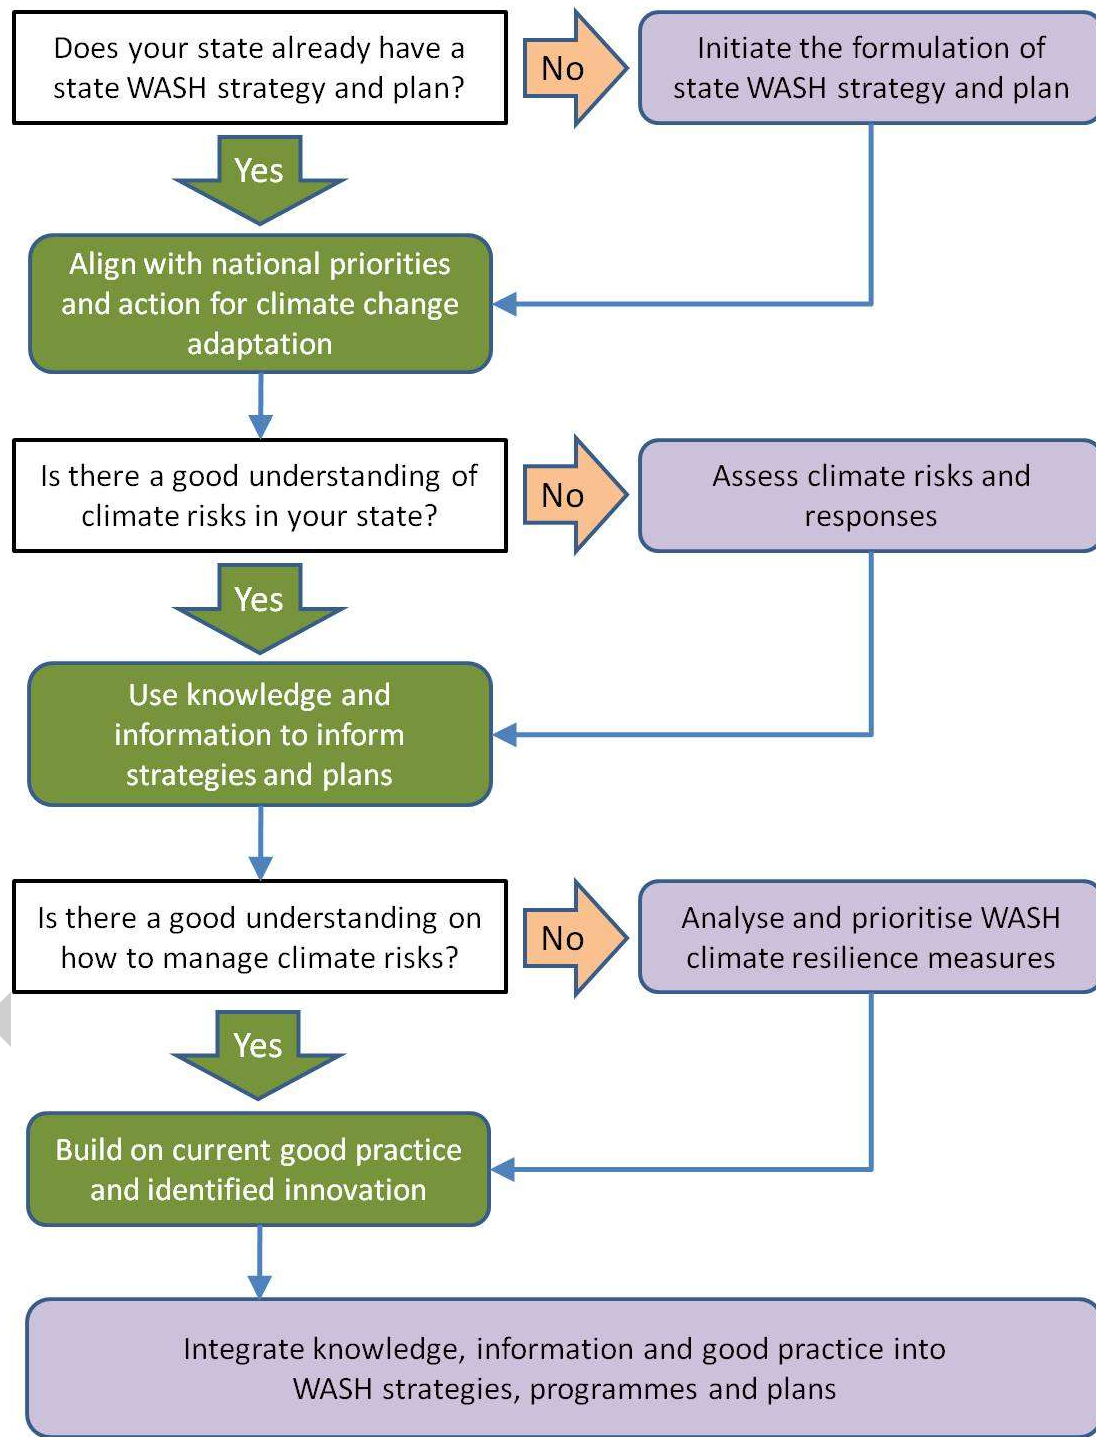 Does your state already have a
state WASH strategy and plan?
No
Initiate the formulation of
state WASH strategy and plan
Yes
Align with national priorities
and action for climate change
adaptation
Is there a good understanding of
climate risks in your state?
No
Assess climate risks and
responses
Yes
Use knowledge and
information to inform
strategies and plans
Is there a good understanding on
how to manage climate risks?
No
Analyse and prioritise WASH
climate resilience measures
Yes
Build on current good practice
and identified innovation
Integrate knowledge, information and good practice into
WASH strategies, programmes and plans